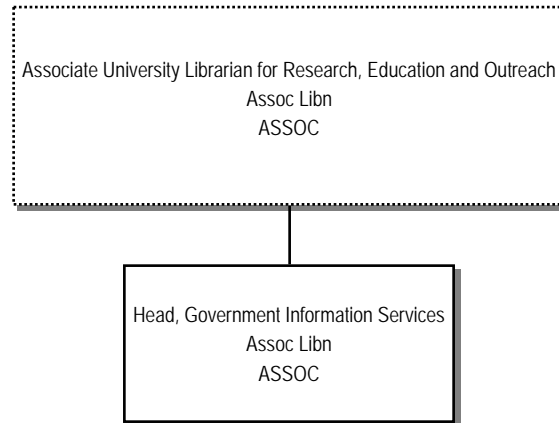 Associate University Librarian for Research, Education and Outreach
Assoc Libn
ASSOC
Head, Government Information Services
Assoc Libn
ASSOC